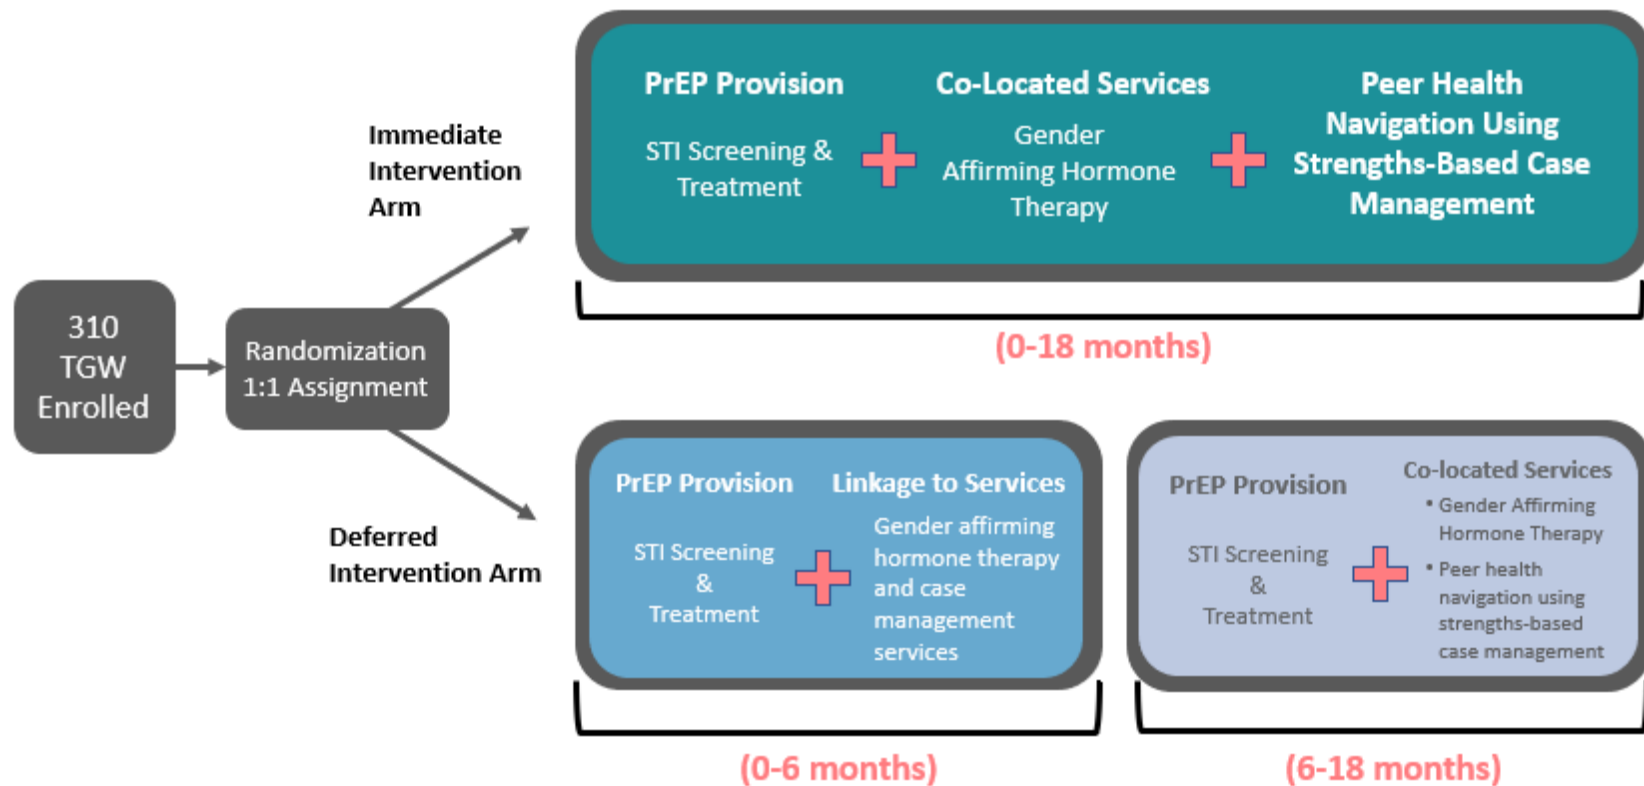 310
TGW
Enrolled
Randomization
1:1 Assignment
Immediate
Intervention
Arm
PrEP Provision
STI Screening &
Treatment
Co-Located Services
Gender
Affirming Hormone
Therapy
Peer Health
Navigation Using
Strengths-Based Case
Management
(0-18 months)
Deferred
Intervention Arm
PrEP Provision
STI Screening
&
Treatment
Linkage to Services
Gender affirming
hormone therapy
and case
management
services
(0-6 months)
PrEP Provision
STI Screening
&
Treatment
Co-located Services
• Gender Affirming
Hormone Therapy
• Peer health
navigation using
strengths-based
case management
(6-18 months)